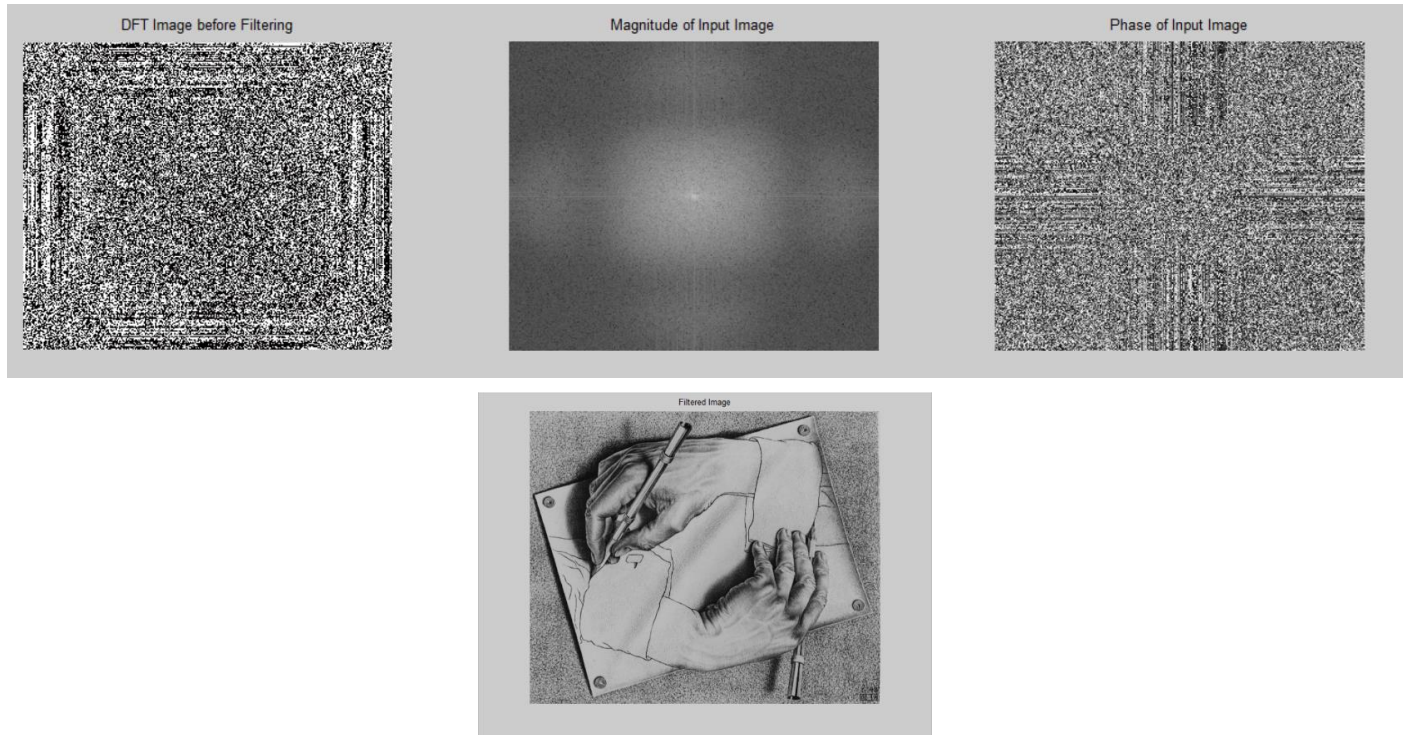 DFT Image before Filtering
Magnitude of Input Image
Phase of Input Image
Filtered Image